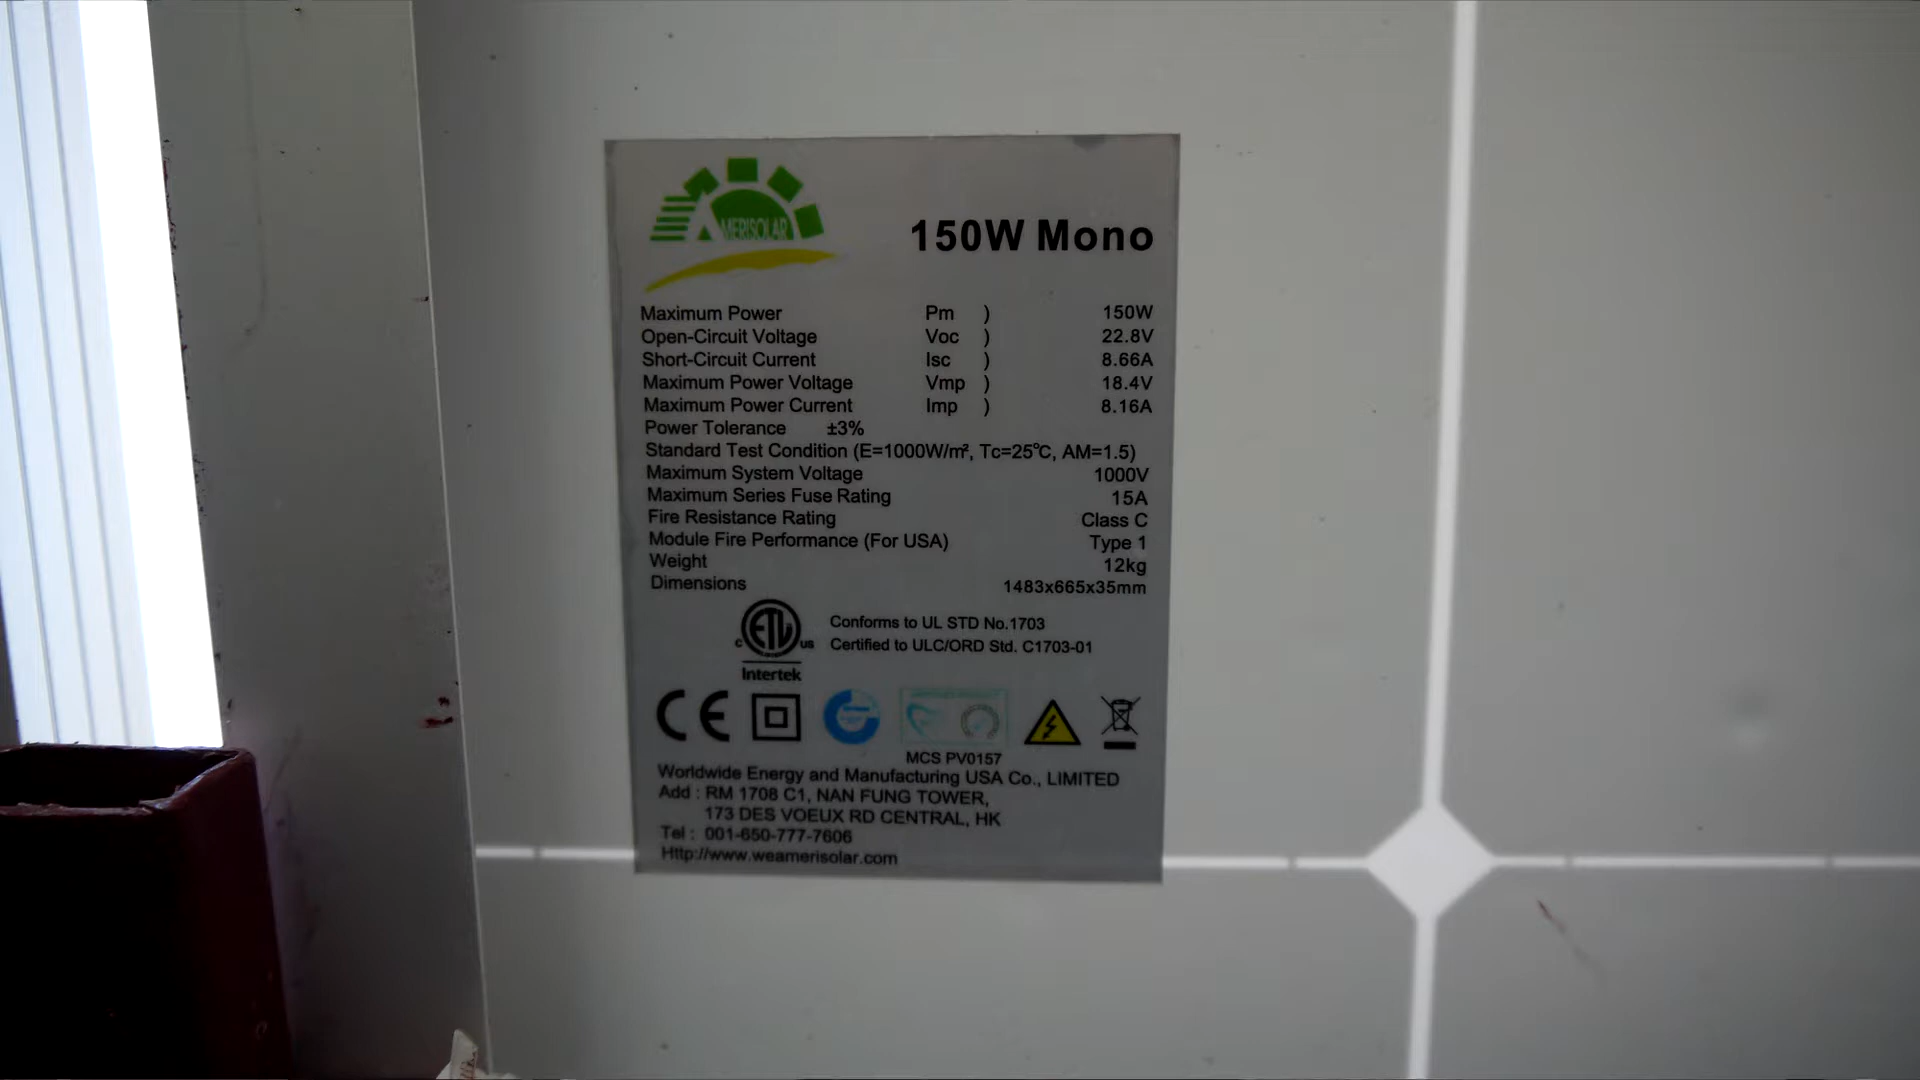 AMERISOLAR
150W Mono
Maximum Power Pm ) 150W
Open-Circuit Voltage Voc ) 22.8V
Short-Circuit Current Isc ) 8.66A
Maximum Power Voltage Vmp ) 18.4V
Maximum Power Current Imp ) 8.16A
Power Tolerance ±3%
Standard Test Condition (E=1000W/m², Tc=25℃, AM=1.5)
Maximum System Voltage 1000V
Maximum Series Fuse Rating 15A
Fire Resistance Rating Class C
Module Fire Performance (For USA) Type 1
Weight 12kg
Dimensions 1483x665x35mm
C ETL US
Intertek
Conforms to UL STD No.1703
Certified to ULC/ORD Std. C1703-01
CE
MCS PV0157
Worldwide Energy and Manufacturing USA Co., LIMITED
Add : RM 1708 C1, NAN FUNG TOWER,
173 DES VOEUX RD CENTRAL, HK
Tel : 001-650-777-7606
Http://www.weamerisolar.com